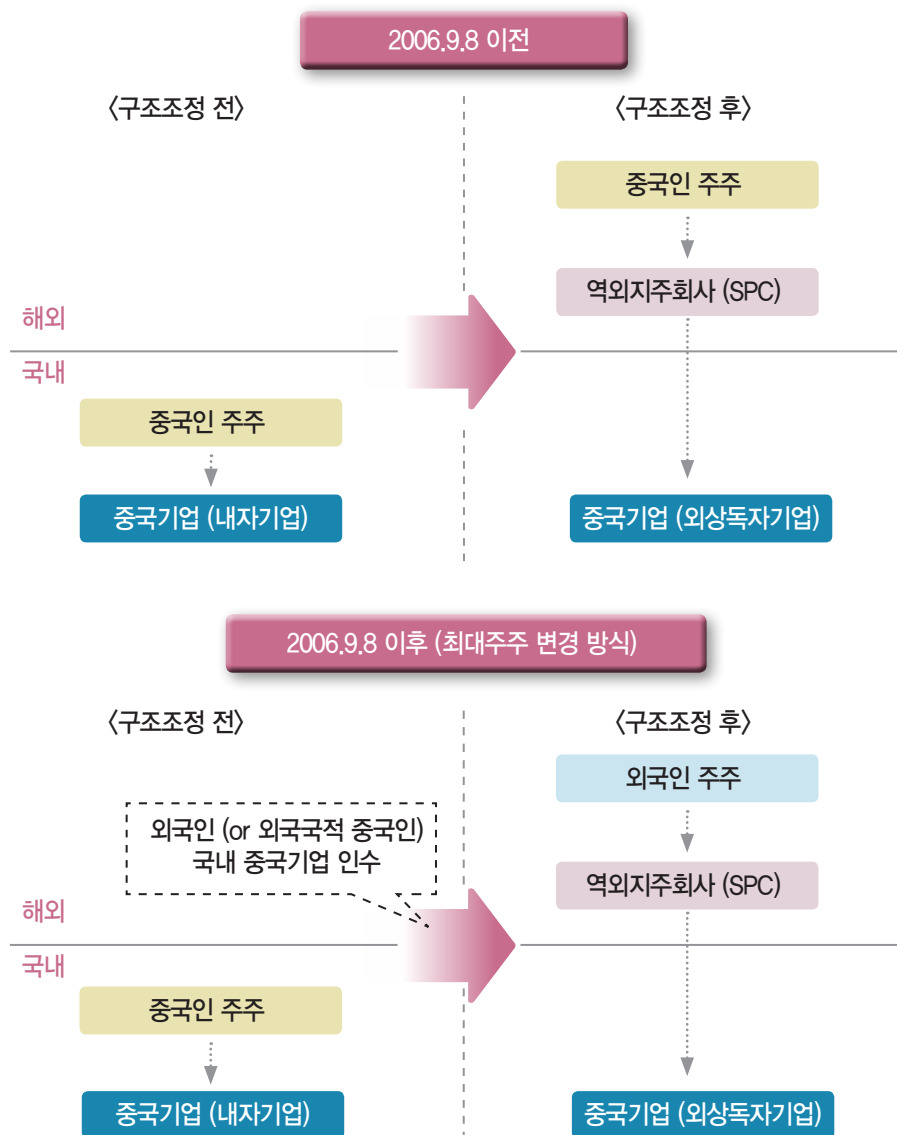 2006.9.8 이전
〈구조조정 전〉
〈구조조정 후〉
중국인 주주
역외지주회사 (SPC)
해외
국내
중국인 주주
중국기업 (내자기업)
중국기업 (외상독자기업)
2006.9.8 이후 (최대주주 변경 방식)
〈구조조정 전〉
〈구조조정 후〉
외국인 주주
외국인 (or 외국국적 중국인)
국내 중국기업 인수
역외지주회사 (SPC)
해외
국내
중국인 주주
중국기업 (내자기업)
중국기업 (외상독자기업)